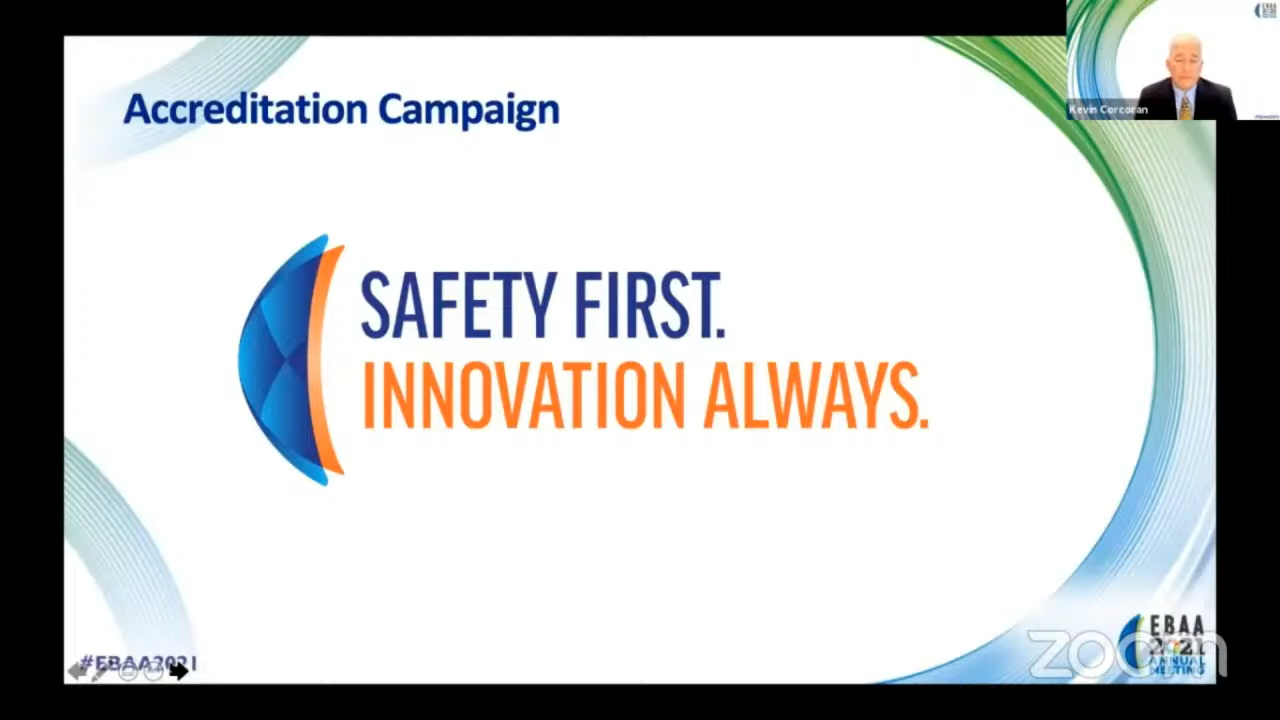 Accreditation Campaign
Kevin Corcoran
SAFETY FIRST.
INNOVATION ALWAYS.
#EBAA2021
EBAA
2021
ANNUAL
MEETING
zoom